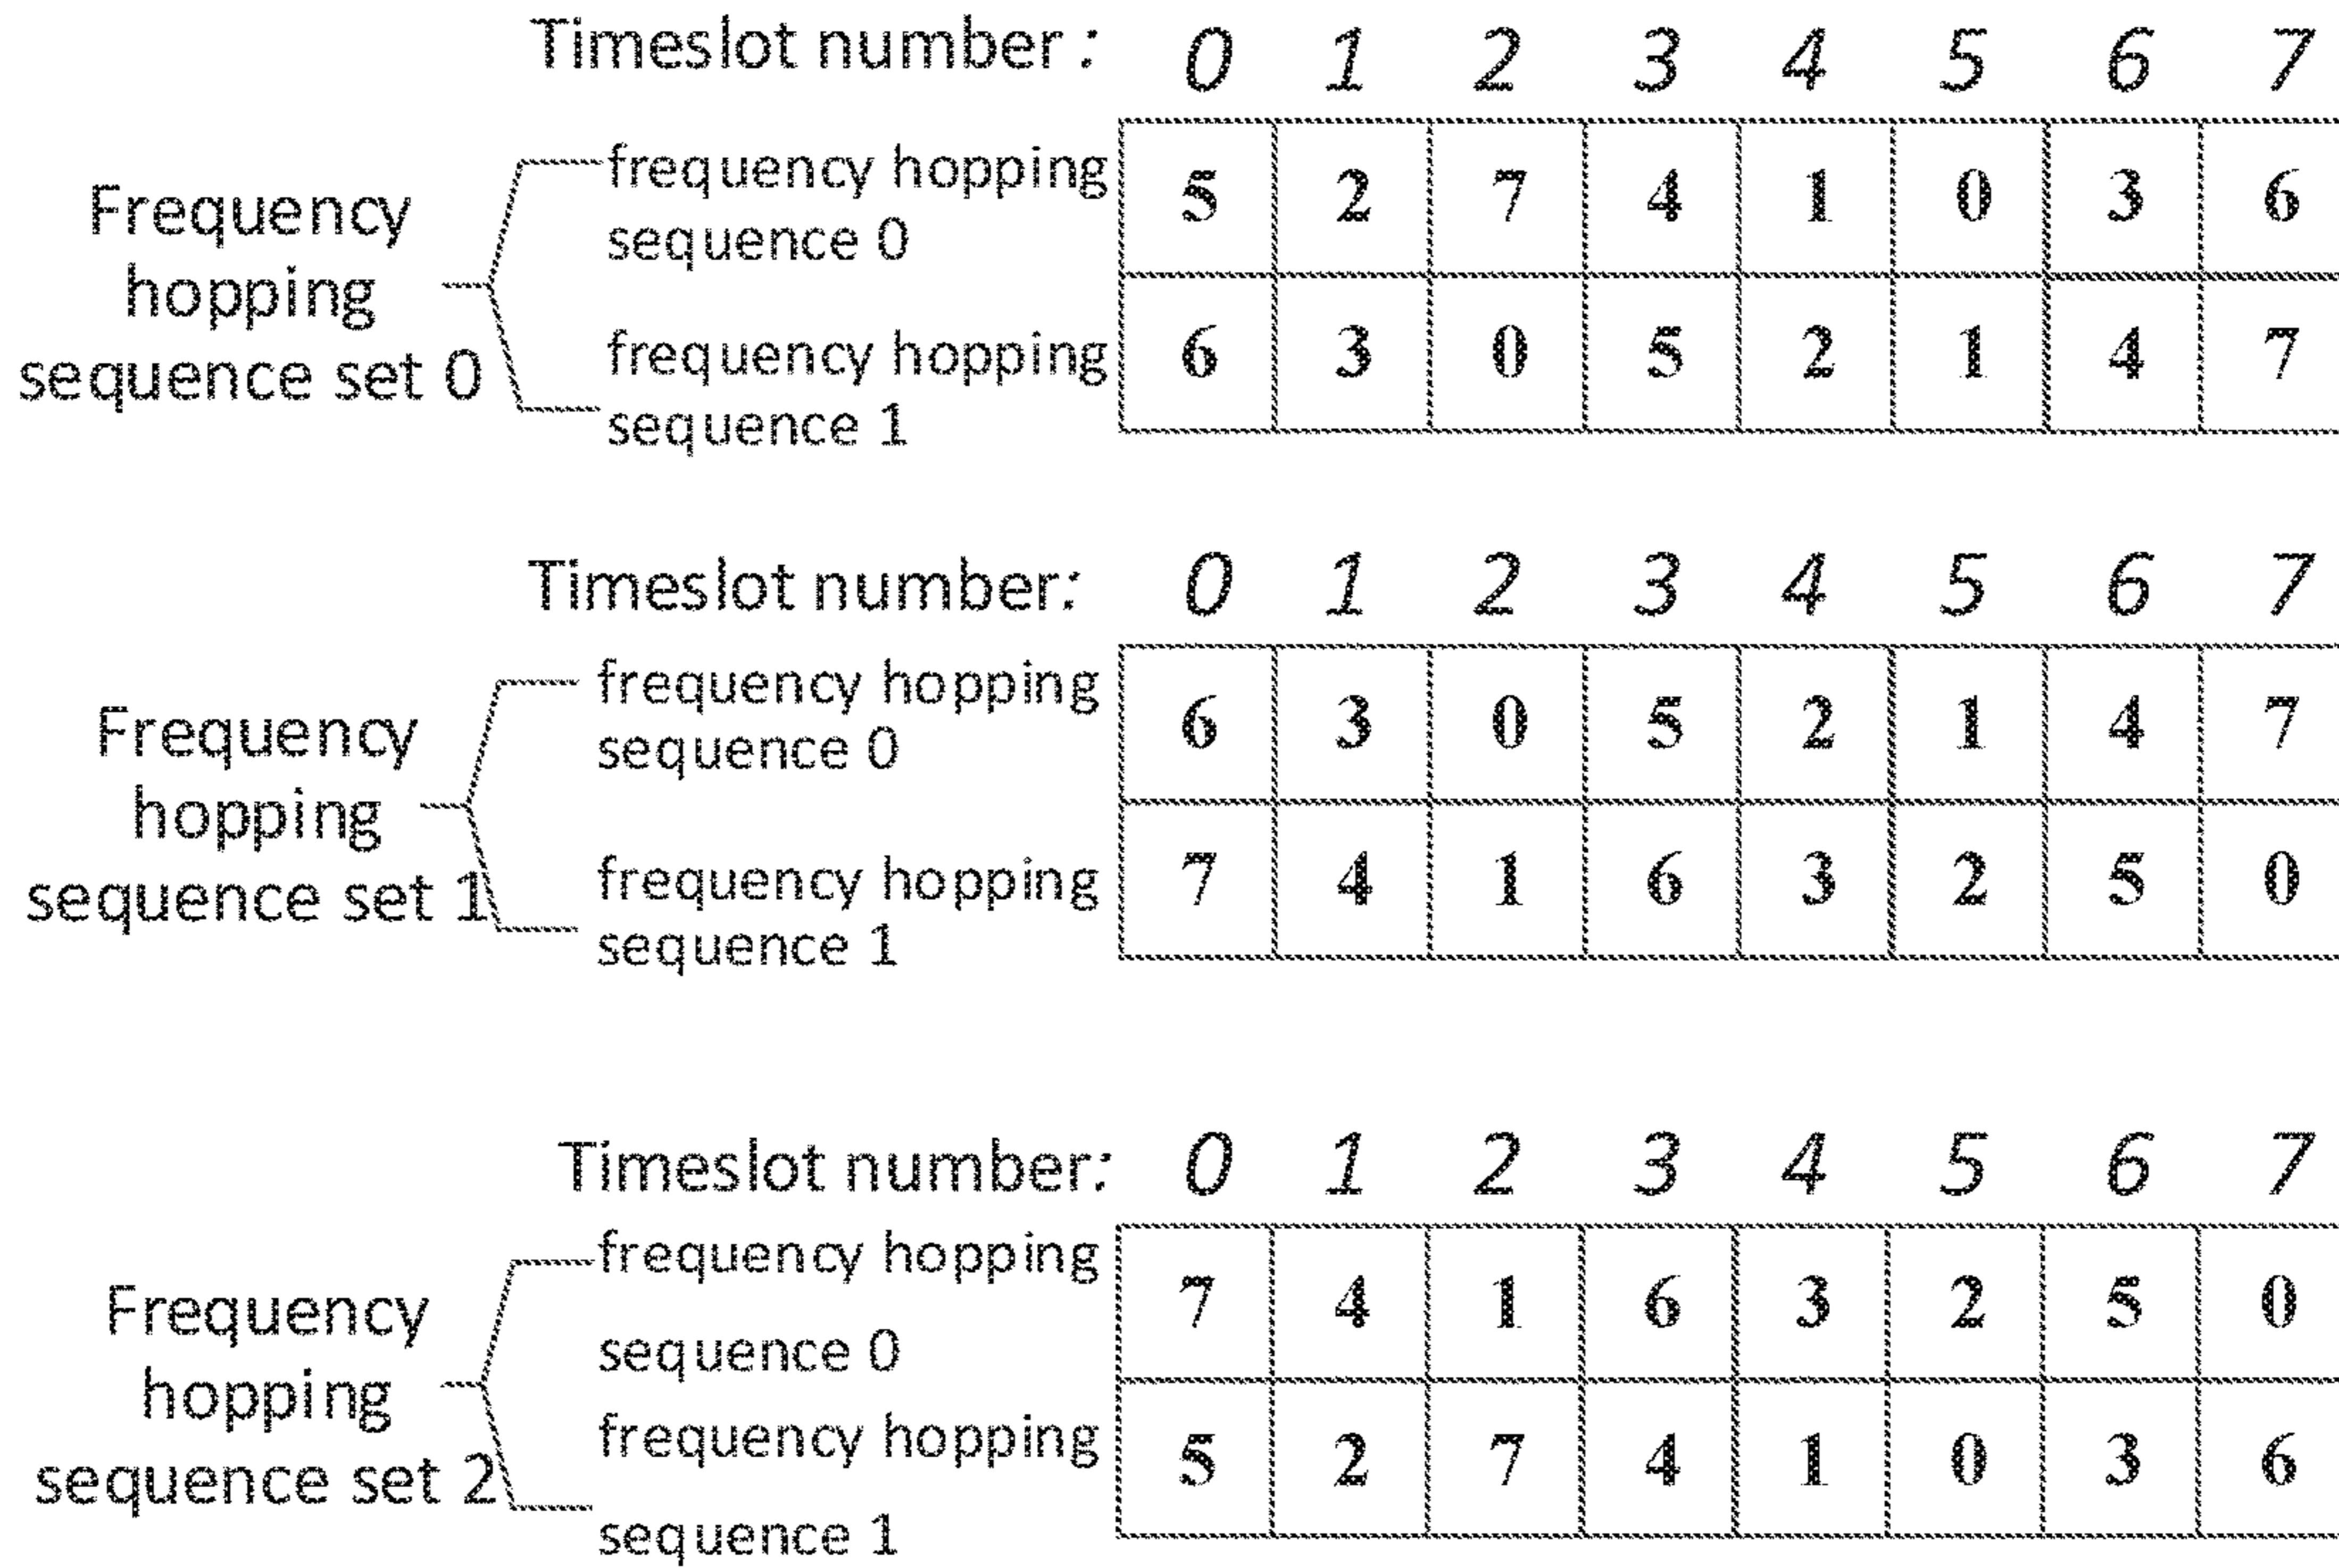 Timeslot number : 0 1 2 3 4 5 6 7
Frequency
hopping
sequence set 0
frequency hopping
sequence 0
5 2 7 4 1 0 3 6
frequency hopping
sequence 1
6 3 0 5 2 1 4 7
Timeslot number: 0 1 2 3 4 5 6 7
Frequency
hopping
sequence set 1
frequency hopping
sequence 0
6 3 0 5 2 1 4 7
frequency hopping
sequence 1
7 4 1 6 3 2 5 0
Timeslot number: 0 1 2 3 4 5 6 7
Frequency
hopping
sequence set 2
frequency hopping
sequence 0
7 4 1 6 3 2 5 0
frequency hopping
sequence 1
5 2 7 4 1 0 3 6